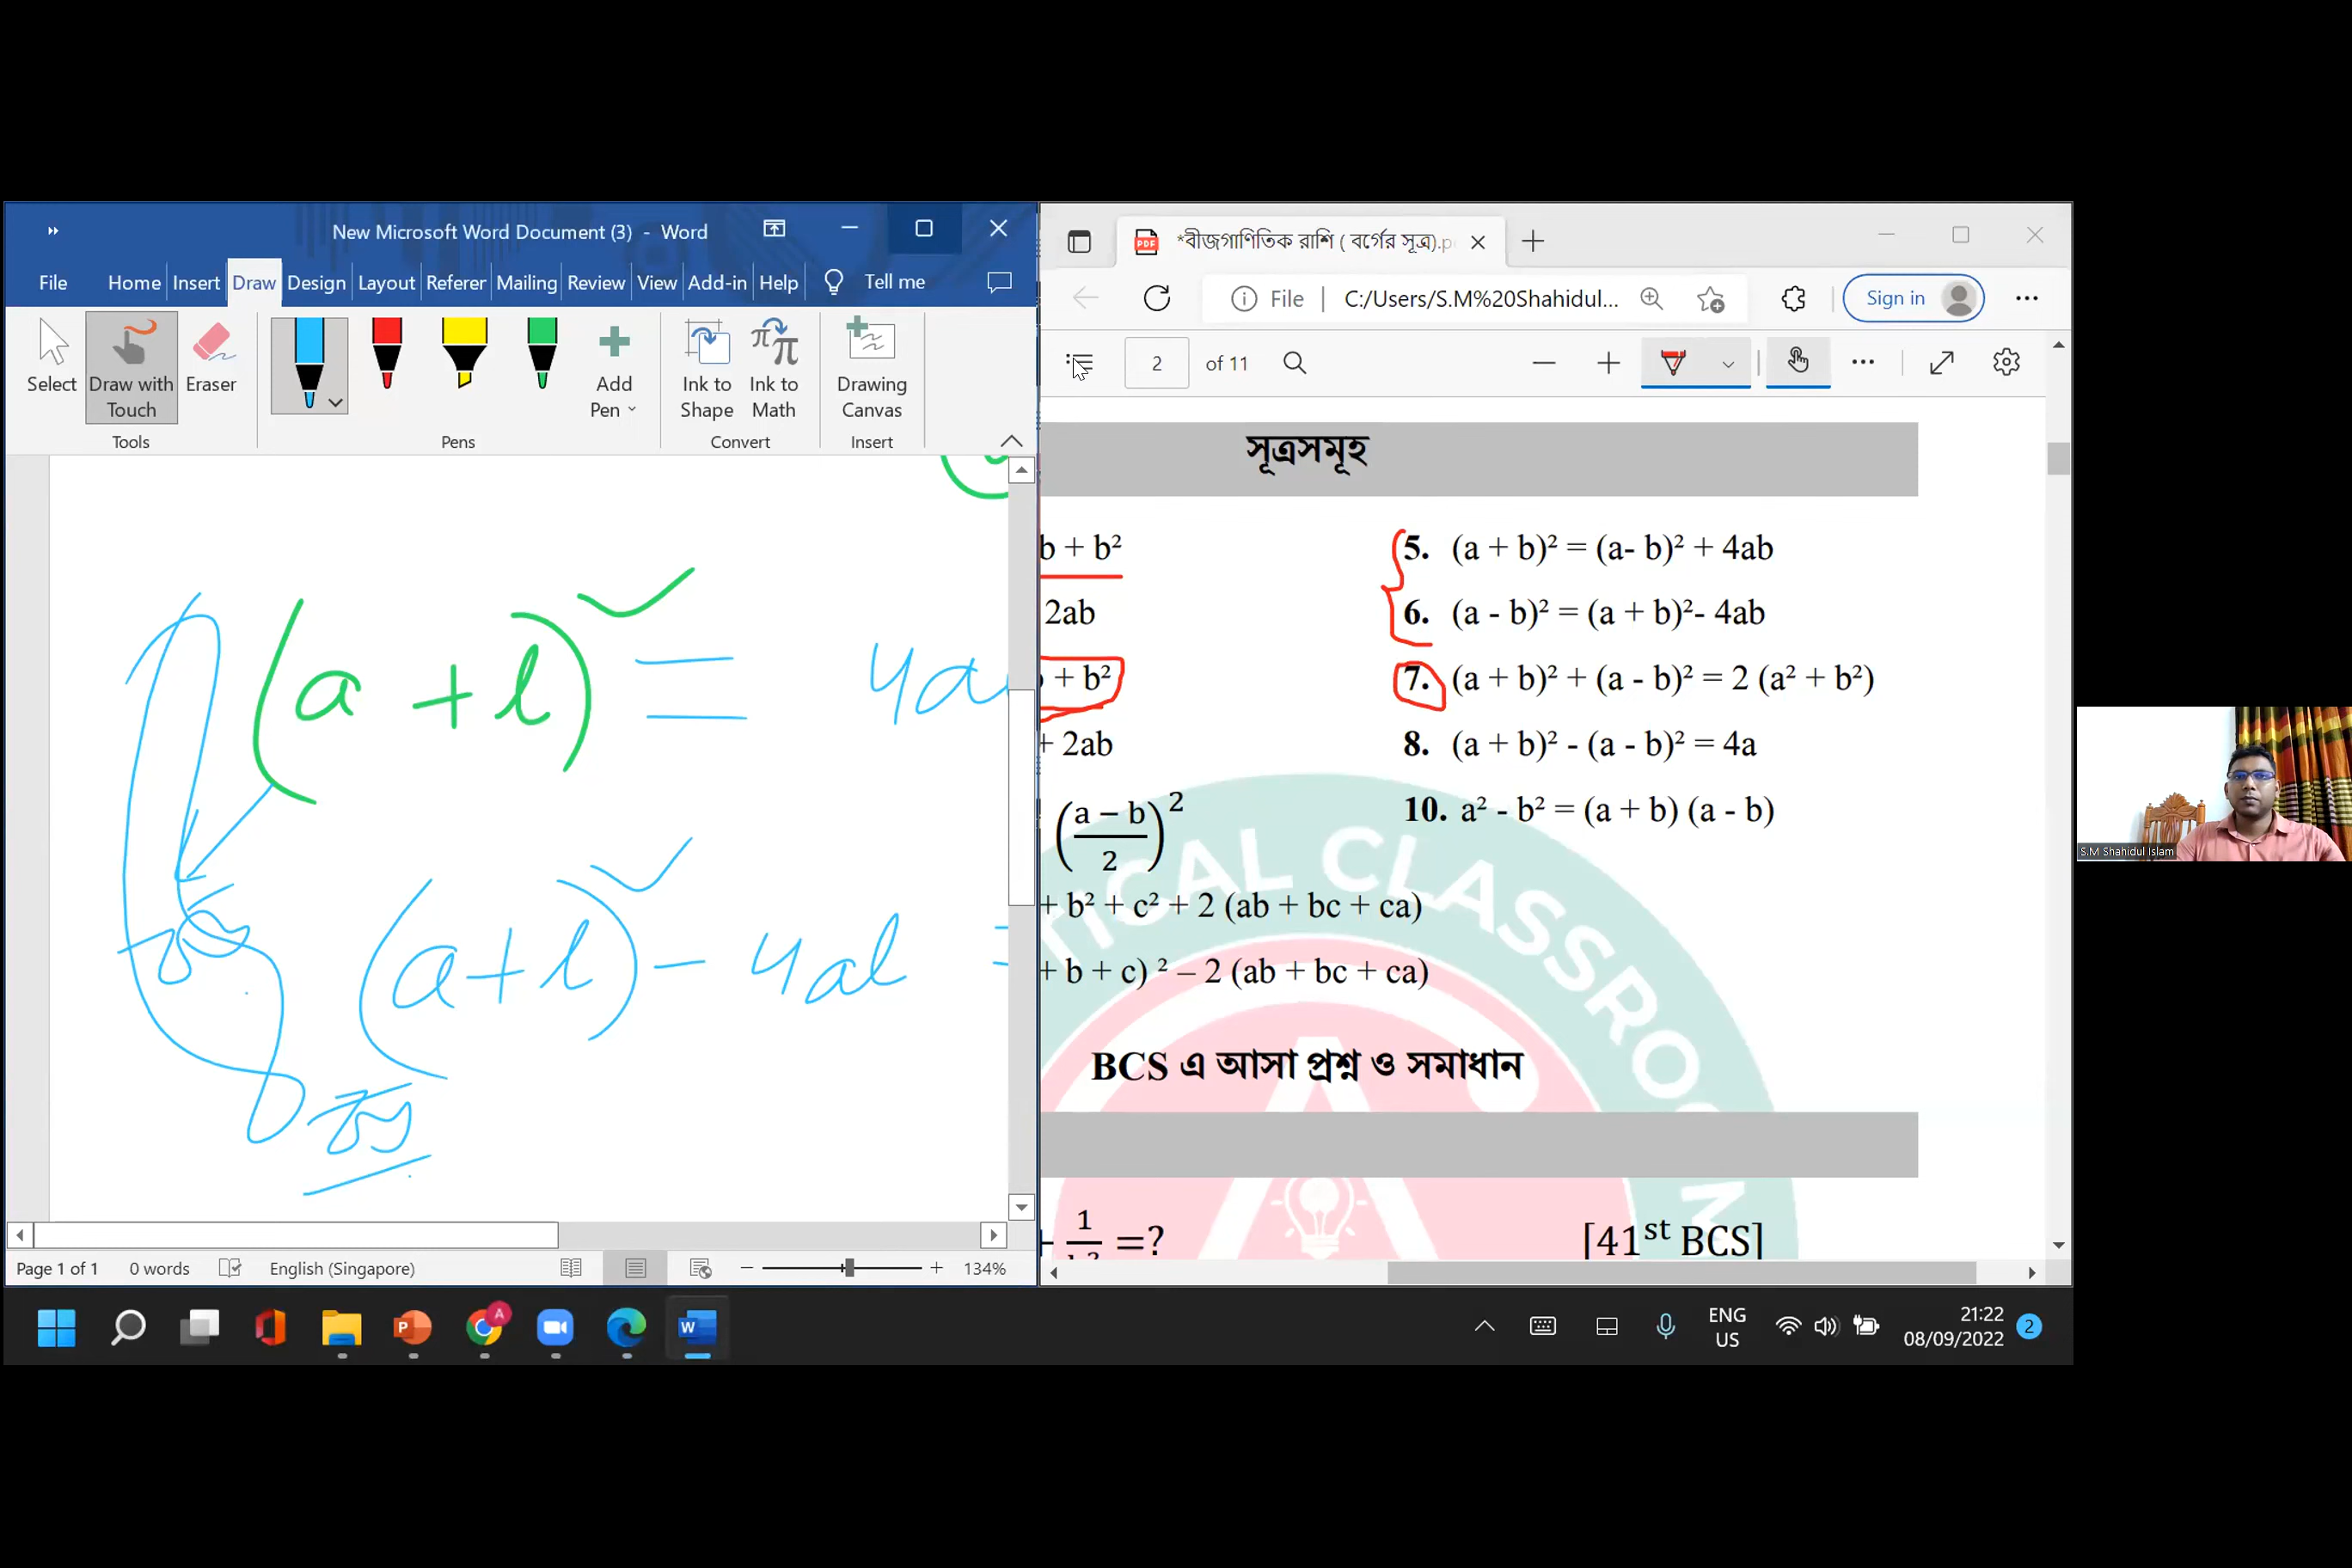 New Microsoft Word Document (3) - Word
File Home Insert Draw Design Layout Referer Mailing Review View Add-in Help Tell me
Select
Draw with Touch
Eraser
Add Pen
Ink to Shape
Ink to Math
Drawing Canvas
Tools
Pens
Convert
Insert
(a + b)
= 4a
(a+b) - 4ab =
Page 1 of 1 0 words English (Singapore) 134%
PDF *বীজগাণিতিক রাশি ( বর্গের সূত্র).p
File C:/Users/S.M%20Shahidul... Sign in
2 of 11
সূত্রসমূহ
b + b²
5. (a + b)² = (a- b)² + 4ab
2ab
6. (a - b)² = (a + b)²- 4ab
+ b²
7. (a + b)² + (a - b)² = 2 (a² + b²)
+ 2ab
8. (a + b)² - (a - b)² = 4a
((a – b)/2)²
10. a² - b² = (a + b) (a - b)
+ b² + c² + 2 (ab + bc + ca)
+ b + c) ² – 2 (ab + bc + ca)
TICAL CLASSROOM
BCS এ আসা প্রশ্ন ও সমাধান
=?
[41st BCS]
S.M Shahidul Islam
A
P
W
ENG
US
21:22
08/09/2022
2